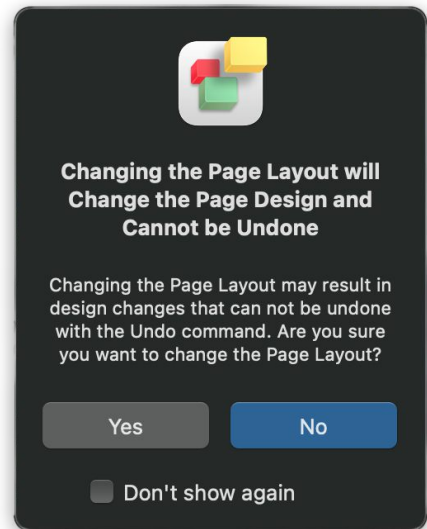 Changing the Page Layout will
Change the Page Design and
Cannot be Undone
Changing the Page Layout may result in
design changes that can not be undone
with the Undo command. Are you sure
you want to change the Page Layout?
Yes
No
Don't show again